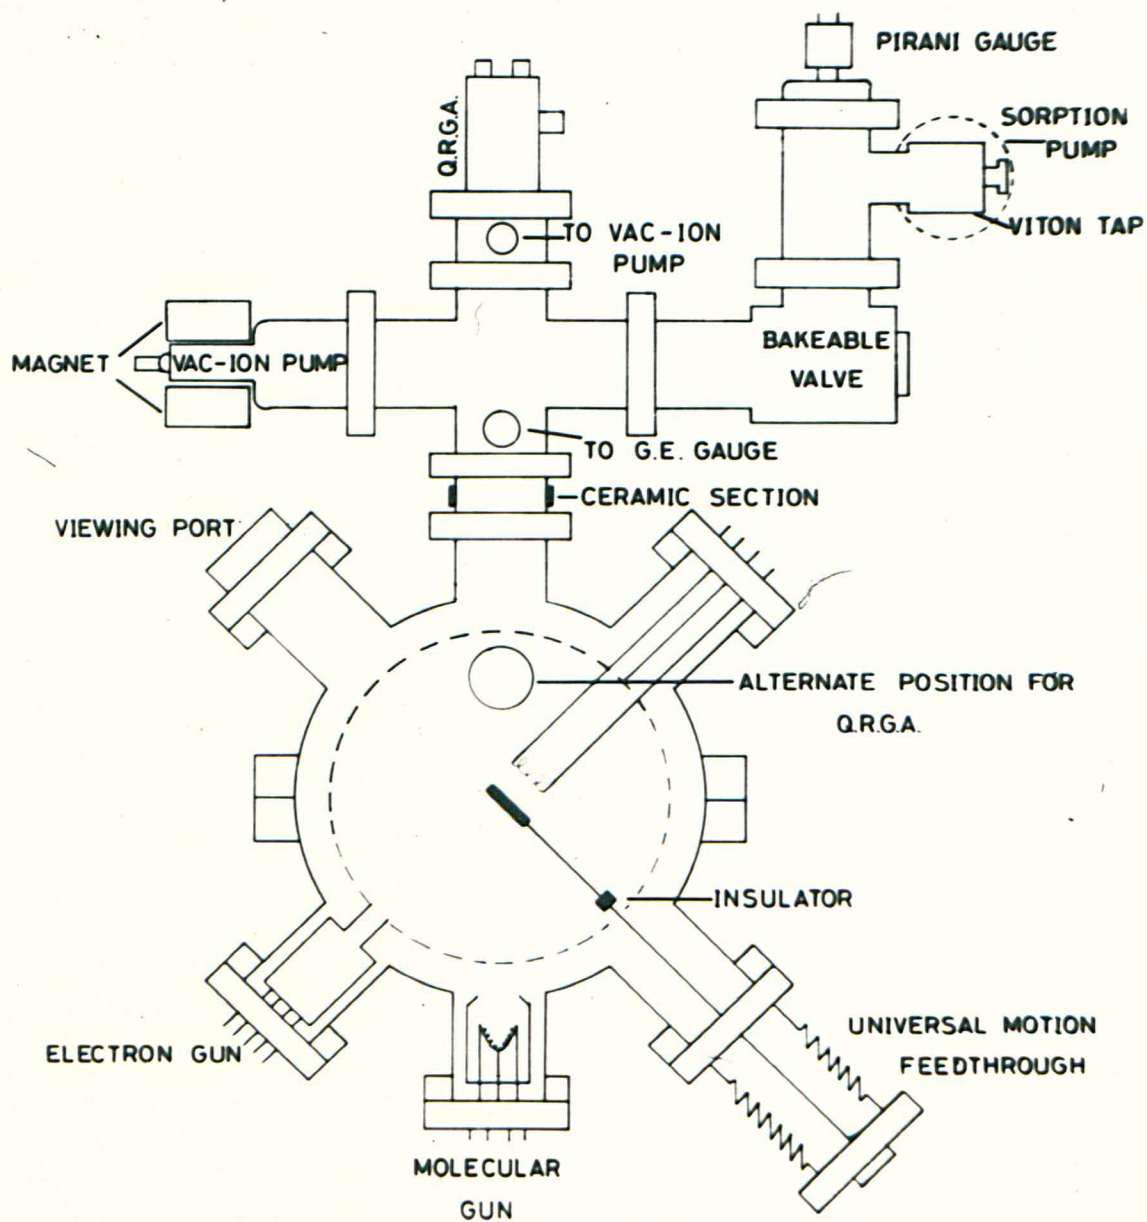 PIRANI GAUGE
Q.R.G.A.
SORPTION
PUMP
VITON TAP
TO VAC-ION
PUMP
MAGNET
VAC-ION PUMP
BAKEABLE
VALVE
TO G.E. GAUGE
CERAMIC SECTION
VIEWING PORT
ALTERNATE POSITION FOR
Q.R.G.A.
INSULATOR
ELECTRON GUN
UNIVERSAL MOTION
FEEDTHROUGH
MOLECULAR
GUN